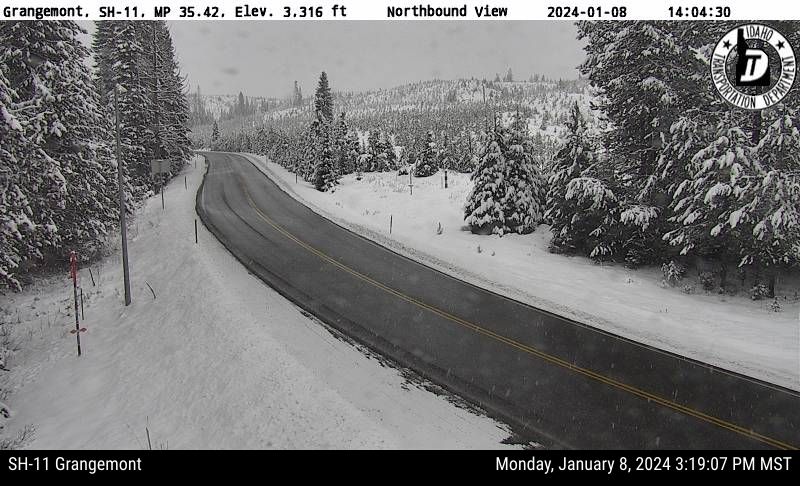 Grangemont, SH-11, MP 35.42, Elev. 3,316 ft Northbound View 2024-01-08 14:04:30
IDAHO
TRANSPORTATION DEPARTMENT
SH-11 Grangemont Monday, January 8, 2024 3:19:07 PM MST